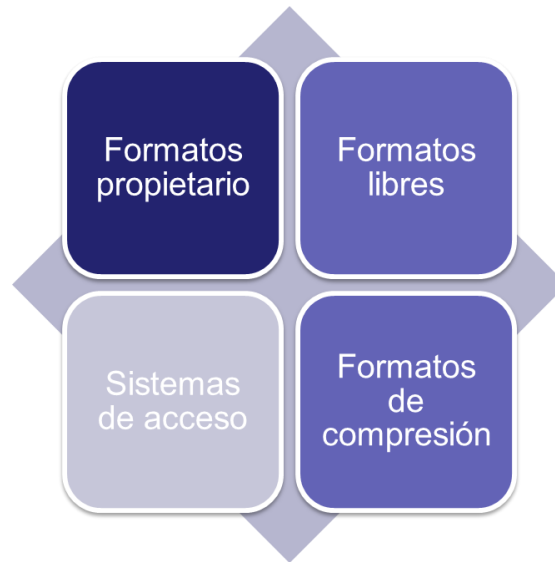 Formatos
propietario
Formatos
libres
Sistemas
de acceso
Formatos
de
compresión